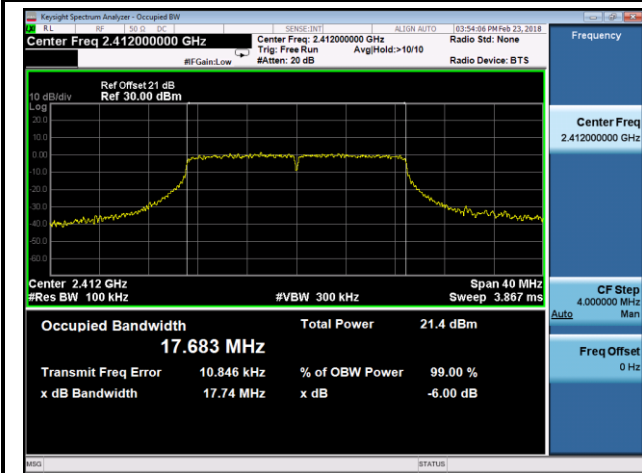 Keysight Spectrum Analyzer - Occupied BW
RL RF 50 Ω DC SENSE:INT ALIGN AUTO 03:54:06 PM Feb 23, 2018
Center Freq 2.412000000 GHz
Center Freq: 2.412000000 GHz Radio Std: None
Trig: Free Run Avg|Hold:>10/10
#IFGain:Low #Atten: 20 dB Radio Device: BTS
Frequency
Ref Offset 21 dB
10 dB/div Ref 30.00 dBm
Log
20.0
10.0
0.00
-10.0
-20.0
-30.0
-40.0
-50.0
-60.0
Center 2.412 GHz Span 40 MHz
#Res BW 100 kHz #VBW 300 kHz Sweep 3.867 ms
Occupied Bandwidth Total Power 21.4 dBm
17.683 MHz
Transmit Freq Error 10.846 kHz % of OBW Power 99.00 %
x dB Bandwidth 17.74 MHz x dB -6.00 dB
Center Freq
2.412000000 GHz
CF Step
4.000000 MHz
Auto Man
Freq Offset
0 Hz
MSG STATUS